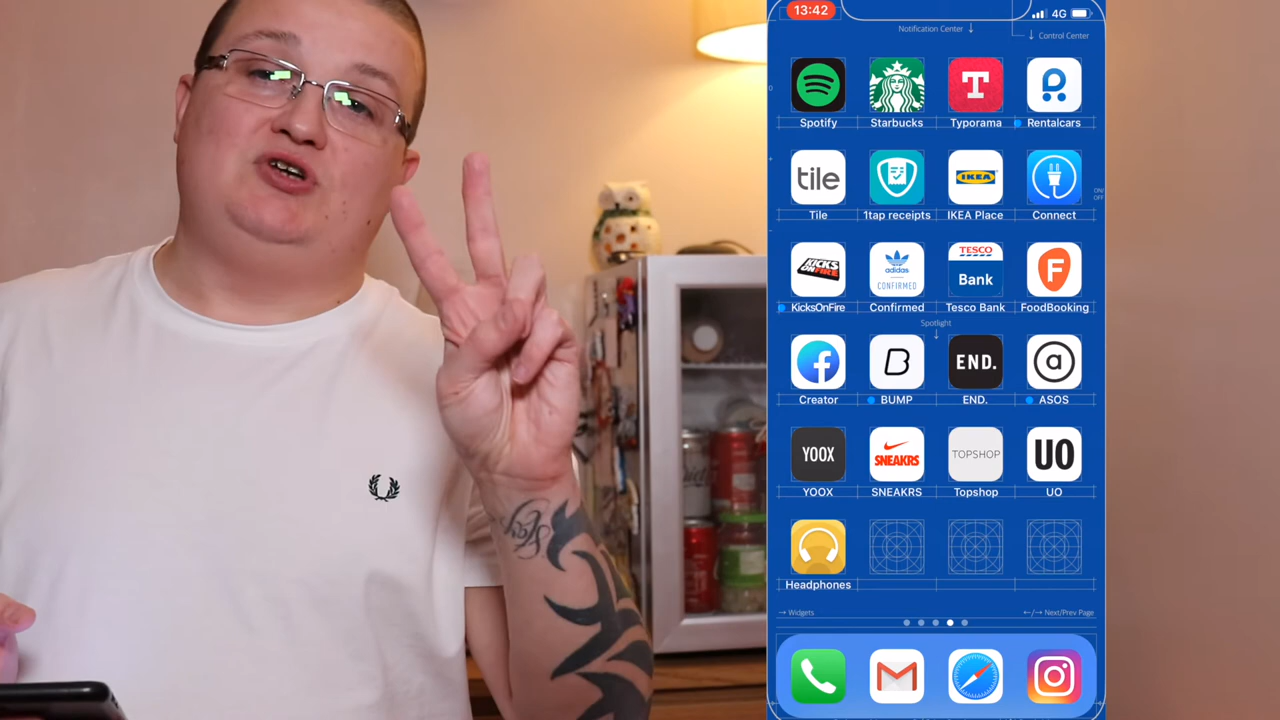 13:42
4G
Notification Center ↓
↓ Control Center
Spotify
Starbucks
T
Typorama
Rentalcars
tile
Tile
1tap receipts
IKEA
IKEA Place
Connect
ON/
OFF
KICKS
ONFIRE
KicksOnFire
adidas
CONFIRMED
Confirmed
TESCO
Bank
Tesco Bank
F
FoodBooking
Spotlight
↓
f
Creator
B
BUMP
END.
END.
a
ASOS
YOOX
YOOX
SNEAKRS
SNEAKRS
TOPSHOP
Topshop
UO
UO
Headphones
→ Widgets
←/→ Next/Prev Page